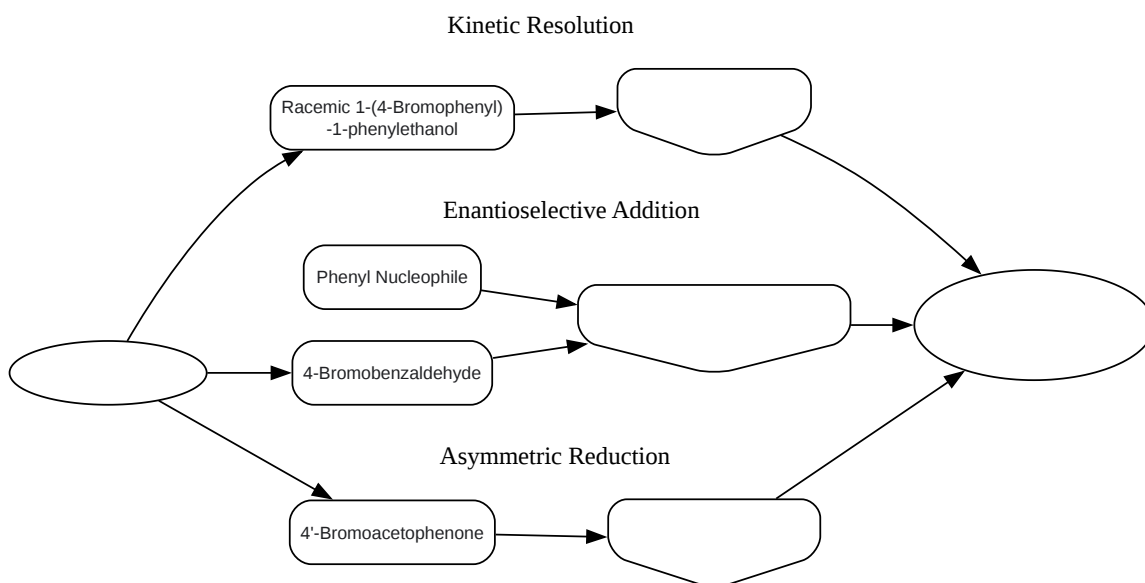 Kinetic Resolution
Racemic 1-(4-Bromophenyl)
-1-phenylethanol
Enantioselective Addition
Phenyl Nucleophile
4-Bromobenzaldehyde
Asymmetric Reduction
4'-Bromoacetophenone